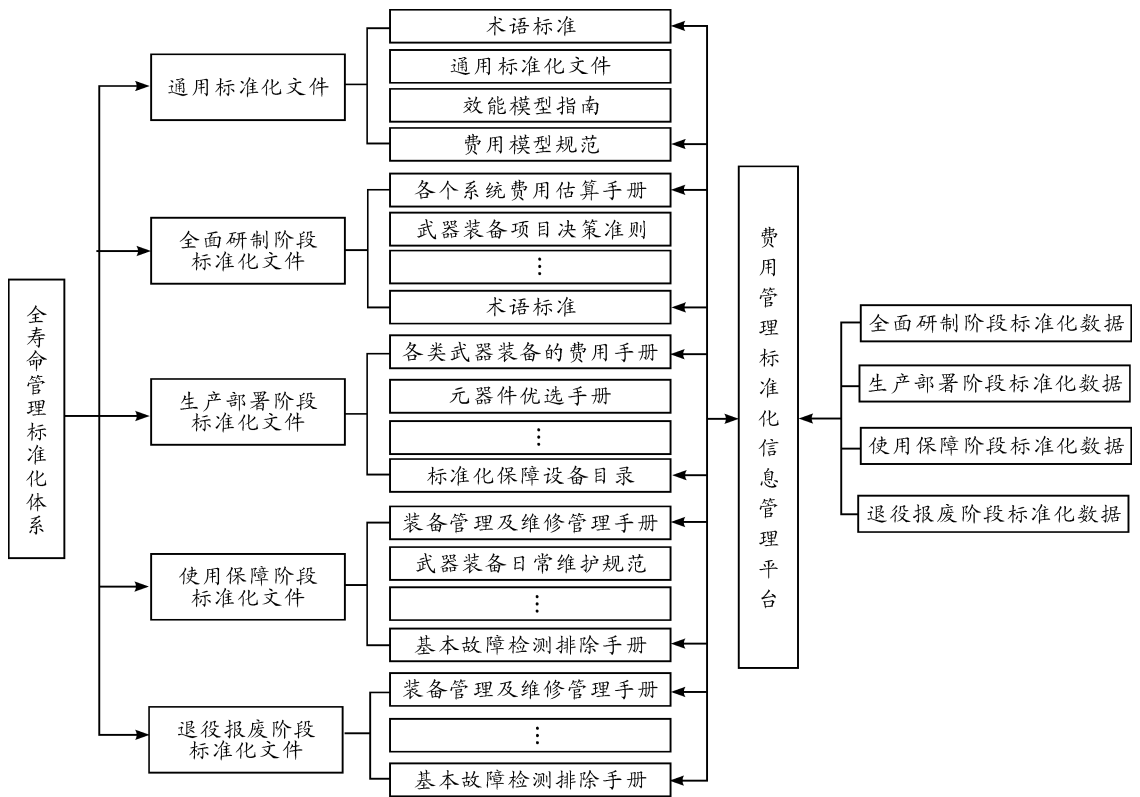 全寿命管理标准化体系
通用标准化文件
术语标准
通用标准化文件
效能模型指南
费用模型规范
全面研制阶段
标准化文件
各个系统费用估算手册
武器装备项目决策准则
⋮
术语标准
生产部署阶段
标准化文件
各类武器装备的费用手册
元器件优选手册
⋮
标准化保障设备目录
使用保障阶段
标准化文件
装备管理及维修管理手册
武器装备日常维护规范
⋮
基本故障检测排除手册
退役报废阶段
标准化文件
装备管理及维修管理手册
⋮
基本故障检测排除手册
费用管理标准化信息管理平台
全面研制阶段标准化数据
生产部署阶段标准化数据
使用保障阶段标准化数据
退役报废阶段标准化数据